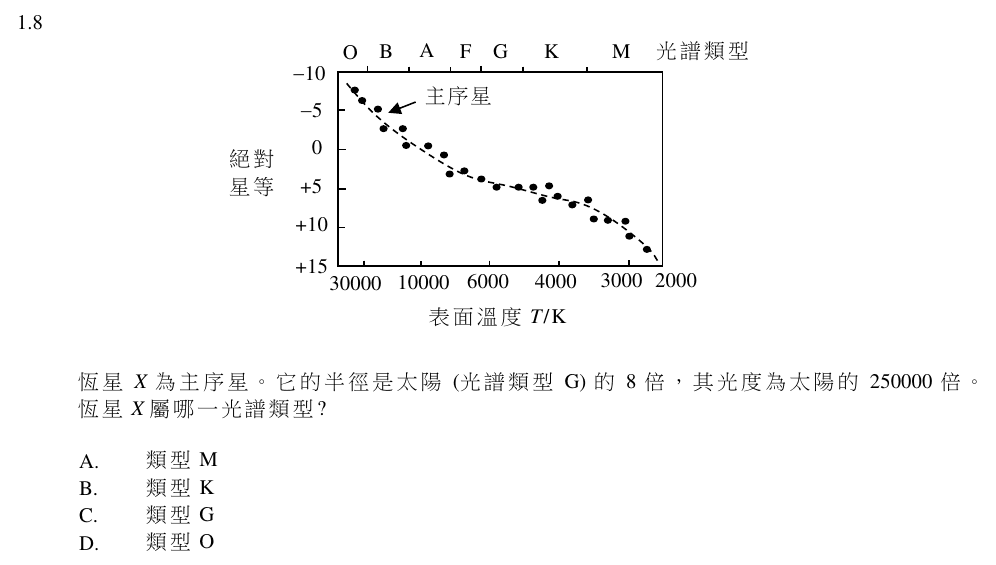 1.8
O B A F G K M 光譜類型
−10
主序星
−5
0
絕對
星等
+5
+10
+15
30000 10000 6000 4000 3000 2000
表面溫度 T/K
恆星 X 為主序星。它的半徑是太陽 (光譜類型 G) 的 8 倍，其光度為太陽的 250000 倍。
恆星 X 屬哪一光譜類型?
A. 類型 M
B. 類型 K
C. 類型 G
D. 類型 O